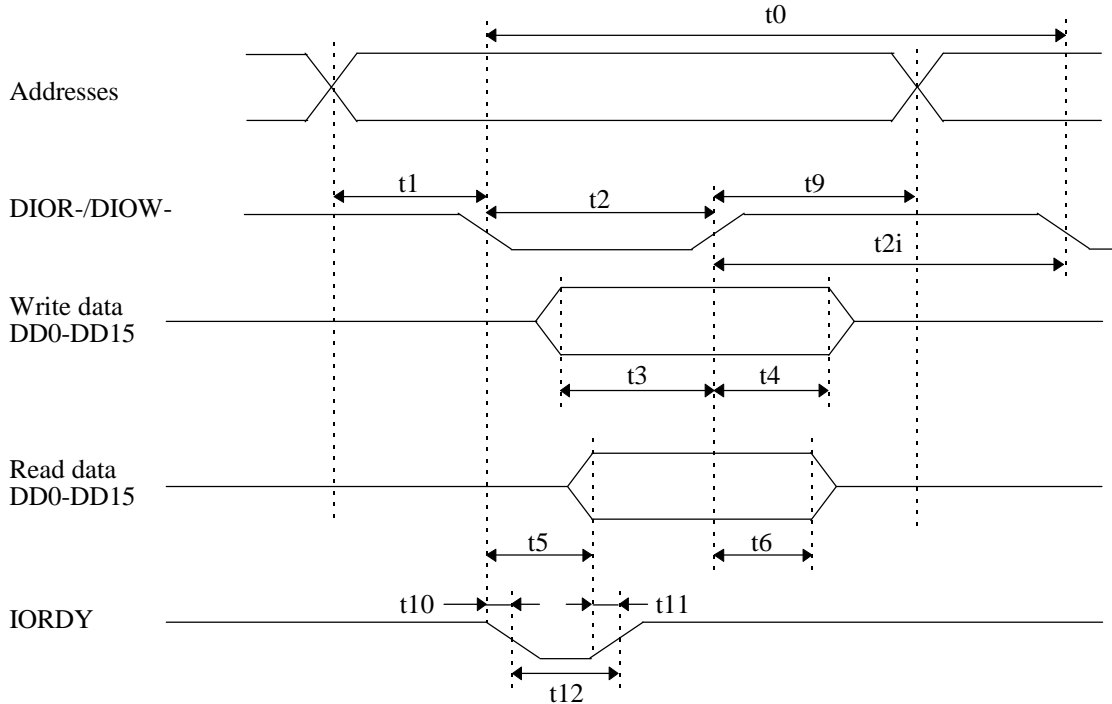 t0
Addresses
t1
t2
t9
DIOR-/DIOW-
t2i
Write data
DD0-DD15
t3
t4
Read data
DD0-DD15
t5
t6
t10
t11
IORDY
t12